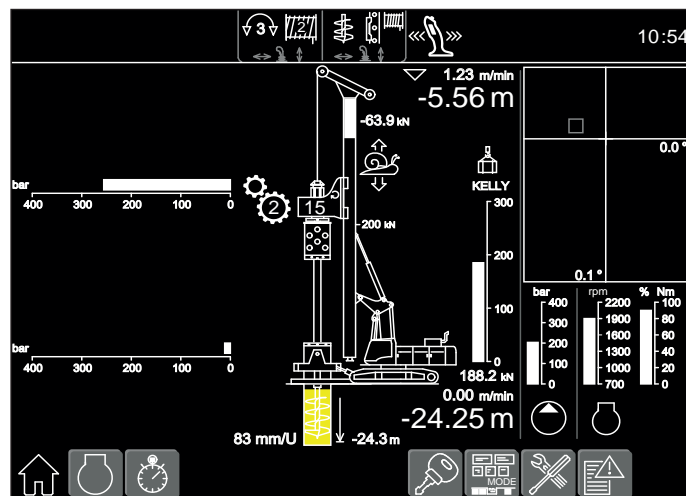 3 2 10:54
1.23 m/min
-5.56 m
-63.9 kN
0.0 °
bar
KELLY
400 300 200 100 0
2 15
300
-200 kN
200
0.1 °
bar rpm % Nm
400 2200 100
300 1900 80
100 1600 60
200 1300 40
100 1000 20
0 700 0
bar
400 300 200 100 0
0
188.2 kN
0.00 m/min
-24.25 m
83 mm/U -24.3 m
MODE